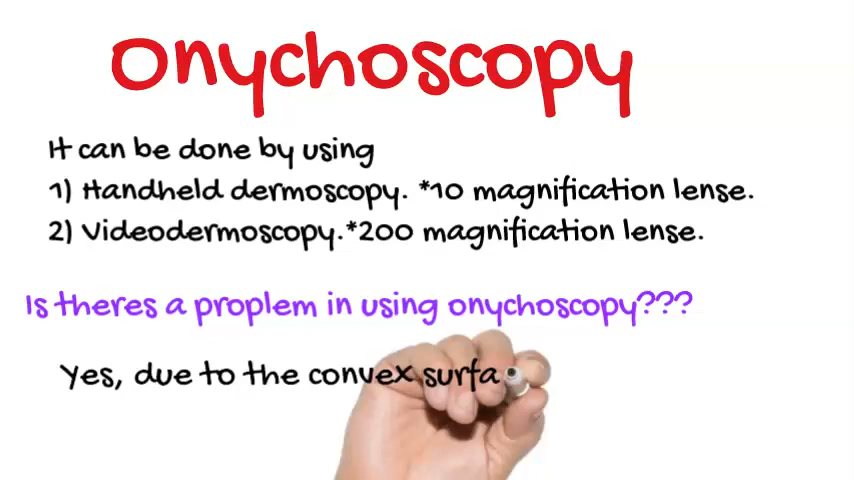 Onychoscopy
It can be done by using
1) Handheld dermoscopy. *10 magnification lense.
2) Videodermoscopy.*200 magnification lense.
Is theres a proplem in using onychoscopy???
Yes, due to the convex surfa